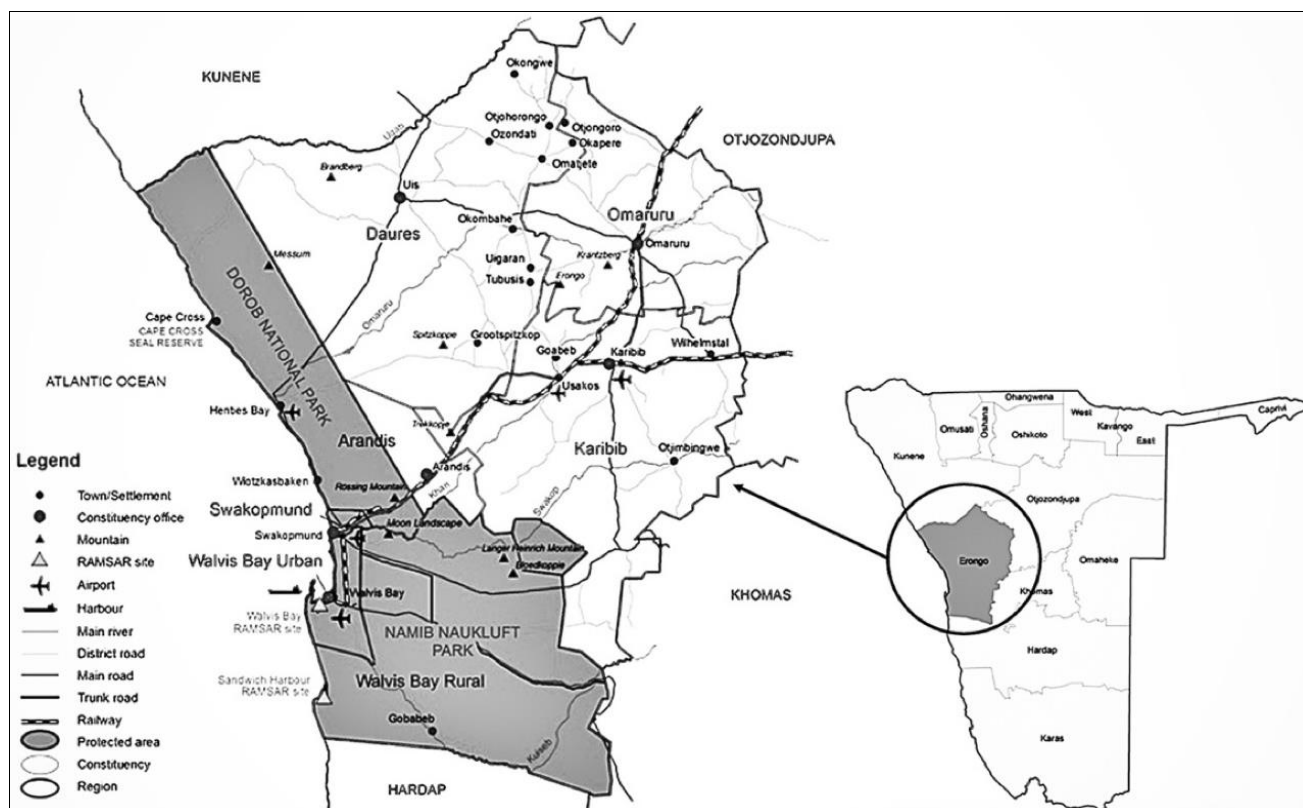 KUNENE
OTJOZONDJUPA
Okongwe
Otjohorongo
Otjongoro
Ozondati
Okapere
Omatjete
Ugab
Brandberg
Uis
Omaruru
Daures
Okombahe
Omaruru
Messum
Uigaran
Krantzberg
Tubusis
Erongo
DOROB NATIONAL PARK
Omaruru
Cape Cross
CAPE CROSS
SEAL RESERVE
Spitzkoppe
Grootspitzkop
Goabeb
Karibib
Wilhelmstal
Usakos
ATLANTIC OCEAN
Henties Bay
Trekkopje
Arandis
Karibib
Otjimbingwe
Arandis
Khan
Swakop
Wlotzkasbaken
Rossing Mountain
Swakopmund
Swakopmund
Moon Landscape
Langer Heinrich Mountain
Bloedkoppie
Walvis Bay Urban
Walvis Bay
Walvis Bay
RAMSAR site
NAMIB NAUKLUFT
PARK
KHOMAS
Sandwich Harbour
RAMSAR site
Walvis Bay Rural
Gobabeb
Kuiseb
HARDAP
Legend
Town/Settlement
Constituency office
Mountain
RAMSAR site
Airport
Harbour
Main river
District road
Main road
Trunk road
Railway
Protected area
Constituency
Region
Ohangwena
Omusati
Oshana
Oshikoto
West
Kavango
East
Caprivi
Kunene
Otjozondjupa
Erongo
Omaheke
Khomas
Hardap
Karas